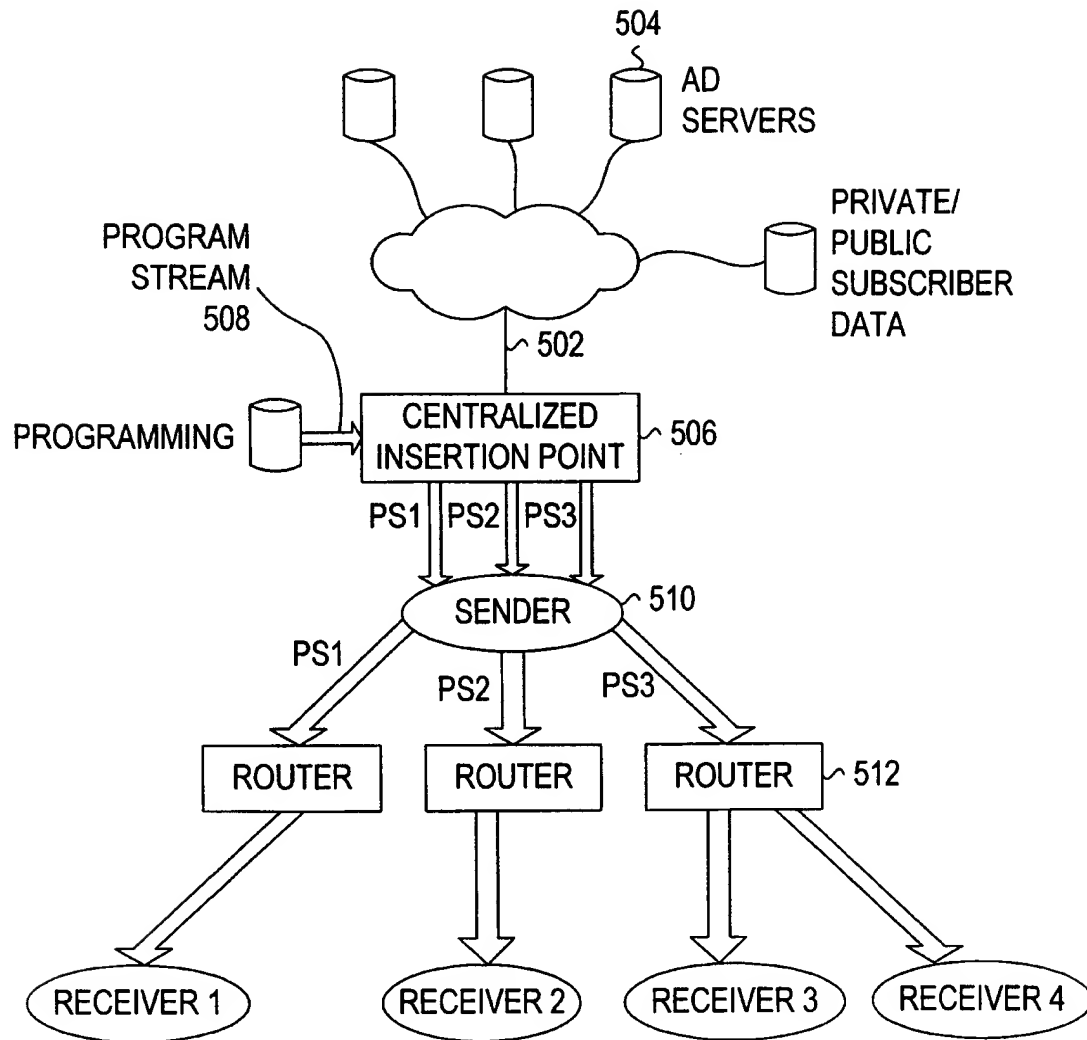 504
AD
SERVERS
PRIVATE/
PUBLIC
SUBSCRIBER
DATA
PROGRAM
STREAM
508
502
PROGRAMMING
CENTRALIZED
INSERTION POINT
506
PS1
PS2
PS3
SENDER
510
PS1
PS2
PS3
ROUTER
ROUTER
ROUTER
512
RECEIVER 1
RECEIVER 2
RECEIVER 3
RECEIVER 4